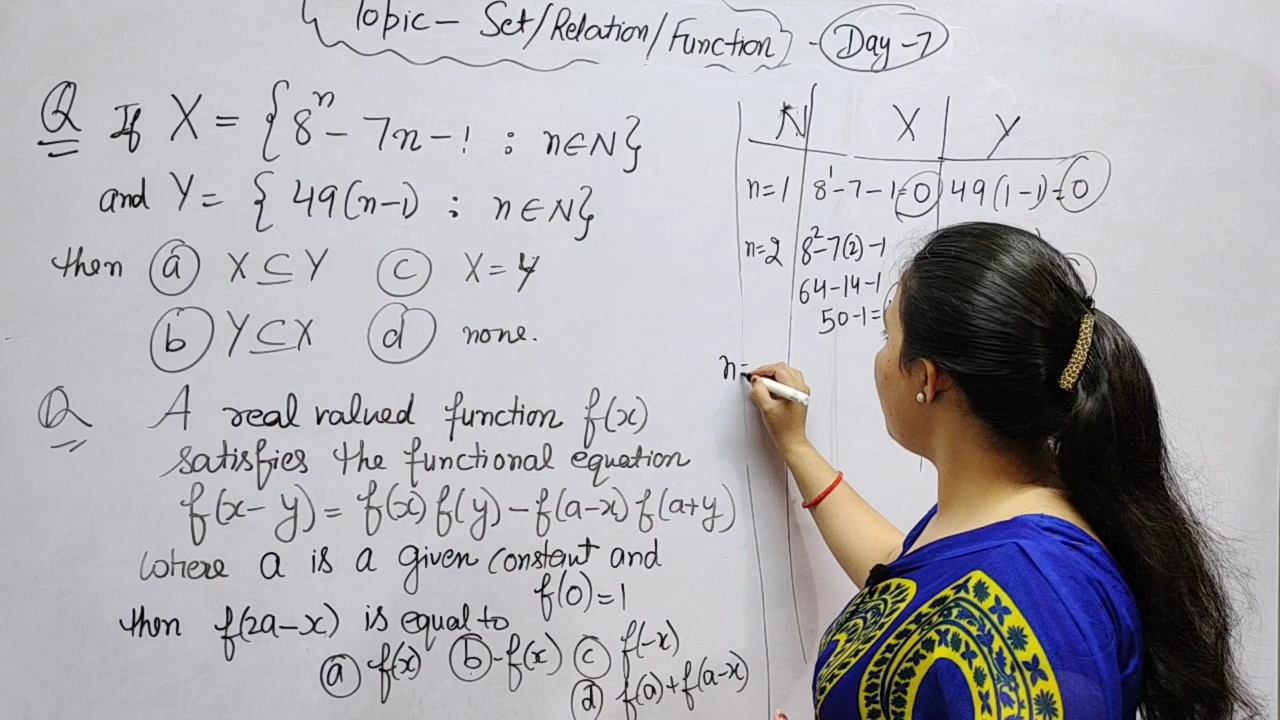 Topic - Set/Relation/Function - Day-7
Q If X = {8ⁿ - 7n - 1 : n∈N}
and Y = {49(n-1) : n∈N}
then (a) X ⊆ Y (c) X = Y
(b) Y ⊆ X (d) none.
Q A real valued function f(x)
satisfies the functional equation
f(x-y) = f(x) f(y) - f(a-x) f(a+y)
where a is a given constant and
f(0)=1
then f(2a-x) is equal to
(a) f(x) (b) -f(x) (c) f(-x)
(d) f(a)+f(a-x)
N X Y
n=1 8¹-7-1=0 49(1-1)=0
n=2 8²-7(2)-1
64-14-1
50-1=
n=